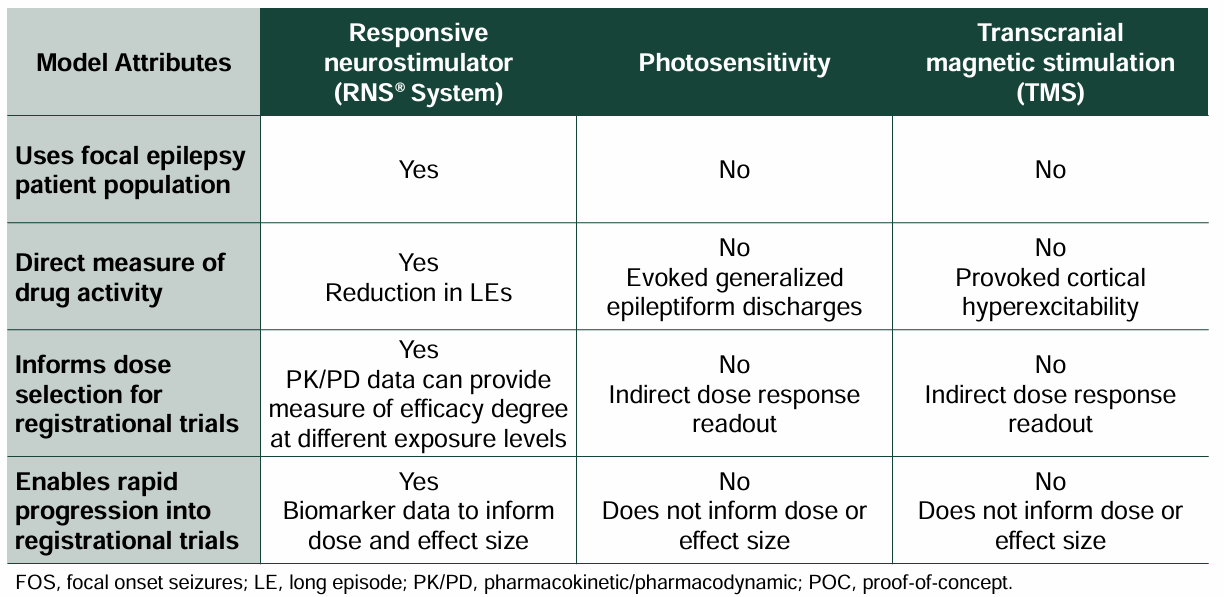 Model Attributes
Responsive
neurostimulator
(RNS® System)
Photosensitivity
Transcranial
magnetic stimulation
(TMS)
Uses focal epilepsy
patient population
Yes
No
No
Direct measure of
drug activity
Yes
Reduction in LEs
No
Evoked generalized
epileptiform discharges
No
Provoked cortical
hyperexcitability
Informs dose
selection for
registrational trials
Yes
PK/PD data can provide
measure of efficacy degree
at different exposure levels
No
Indirect dose response
readout
No
Indirect dose response
readout
Enables rapid
progression into
registrational trials
Yes
Biomarker data to inform
dose and effect size
No
Does not inform dose or
effect size
No
Does not inform dose or
effect size
FOS, focal onset seizures; LE, long episode; PK/PD, pharmacokinetic/pharmacodynamic; POC, proof-of-concept.